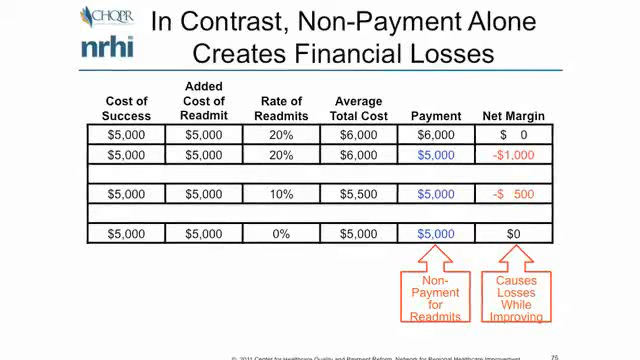 CHQPR
nrhi
In Contrast, Non-Payment Alone
Creates Financial Losses
Cost of Success Added Cost of Readmit Rate of Readmits Average Total Cost Payment Net Margin
$5,000 $5,000 20% $6,000 $6,000 $ 0
$5,000 $5,000 20% $6,000 $5,000 -$1,000
$5,000 $5,000 10% $5,500 $5,000 -$ 500
$5,000 $5,000 0% $5,000 $5,000 $0
Non-
Payment
for
Readmits
Causes
Losses
While
Improving
© 2011 Center for Healthcare Quality and Payment Reform, Network for Regional Healthcare Improvement
75